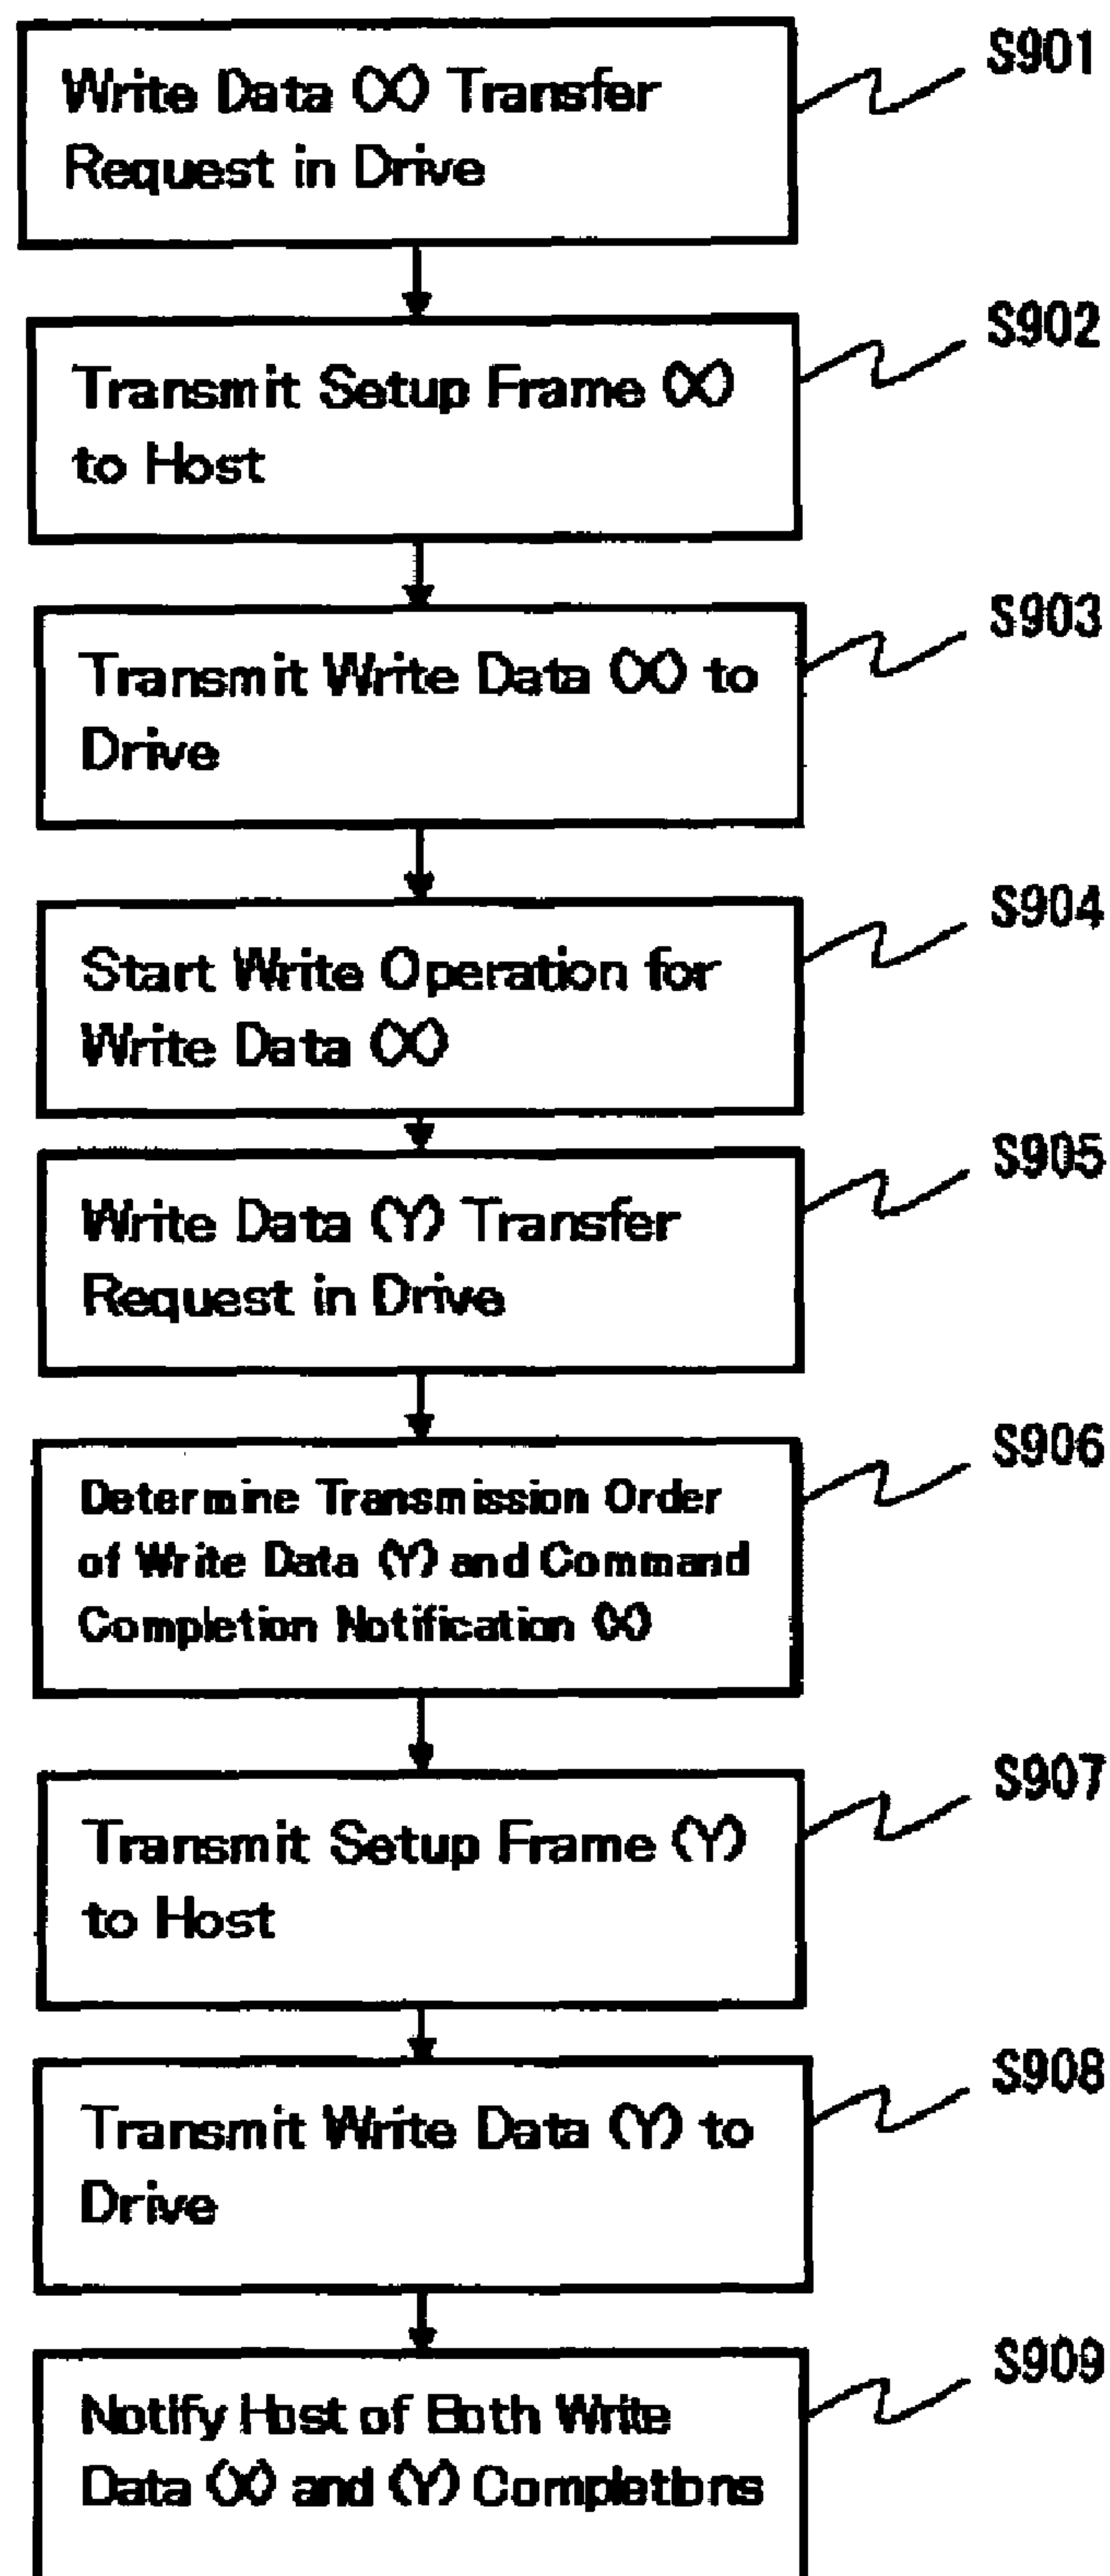 Write Data (X) Transfer
Request in Drive
S901
Transmit Setup Frame (X)
to Host
S902
Transmit Write Data (X) to
Drive
S903
Start Write Operation for
Write Data (X)
S904
Write Data (Y) Transfer
Request in Drive
S905
Determine Transmission Order
of Write Data (Y) and Command
Completion Notification (X)
S906
Transmit Setup Frame (Y)
to Host
S907
Transmit Write Data (Y) to
Drive
S908
Notify Host of Both Write
Data (X) and (Y) Completions
S909